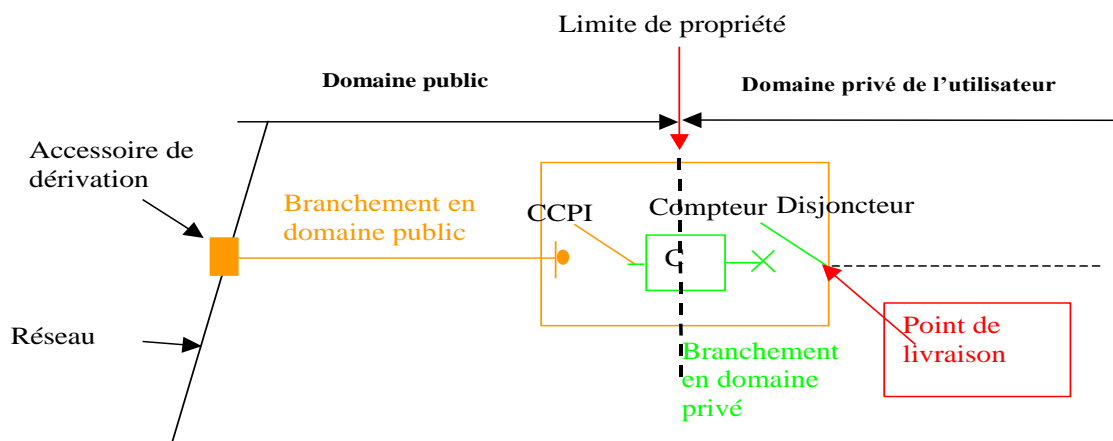 Limite de propriété
Domaine public
Domaine privé de l’utilisateur
Accessoire de
dérivation
Branchement en
domaine public
CCPI
Compteur
Disjoncteur
C
Réseau
Point de
livraison
Branchement
en domaine
privé